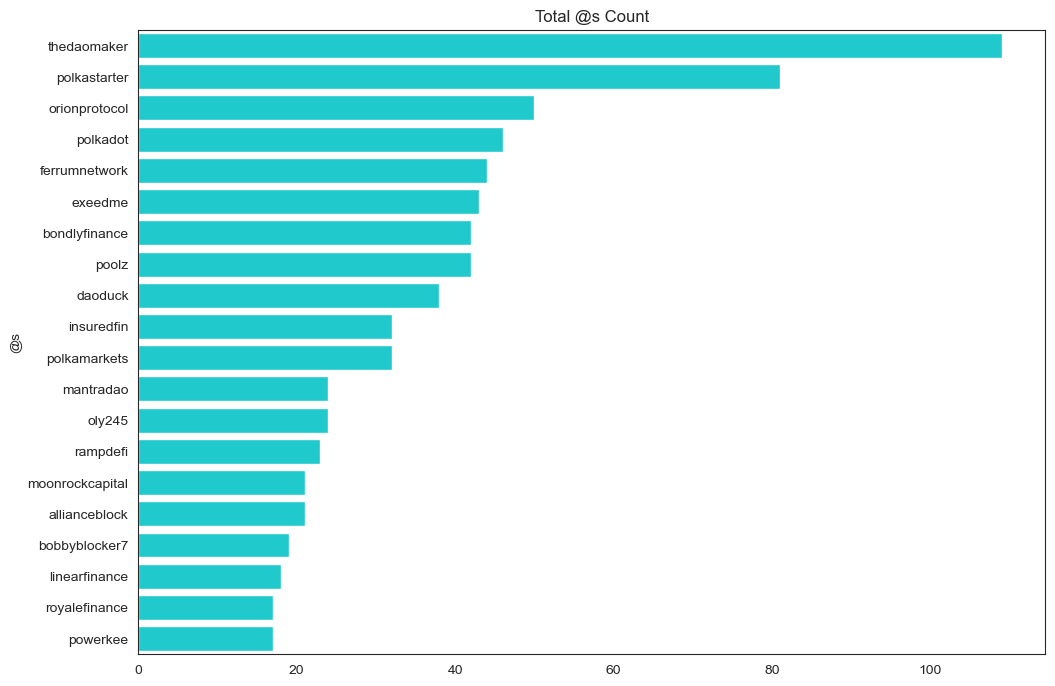 Total @s Count
thedaomaker
polkastarter
orionprotocol
polkadot
ferrumnetwork
exeedme
bondlyfinance
poolz
daoduck
insuredfin
polkamarkets
mantradao
oly245
rampdefi
moonrockcapital
allianceblock
bobbyblocker7
linearfinance
royalefinance
powerkee
@s
0 20 40 60 80 100